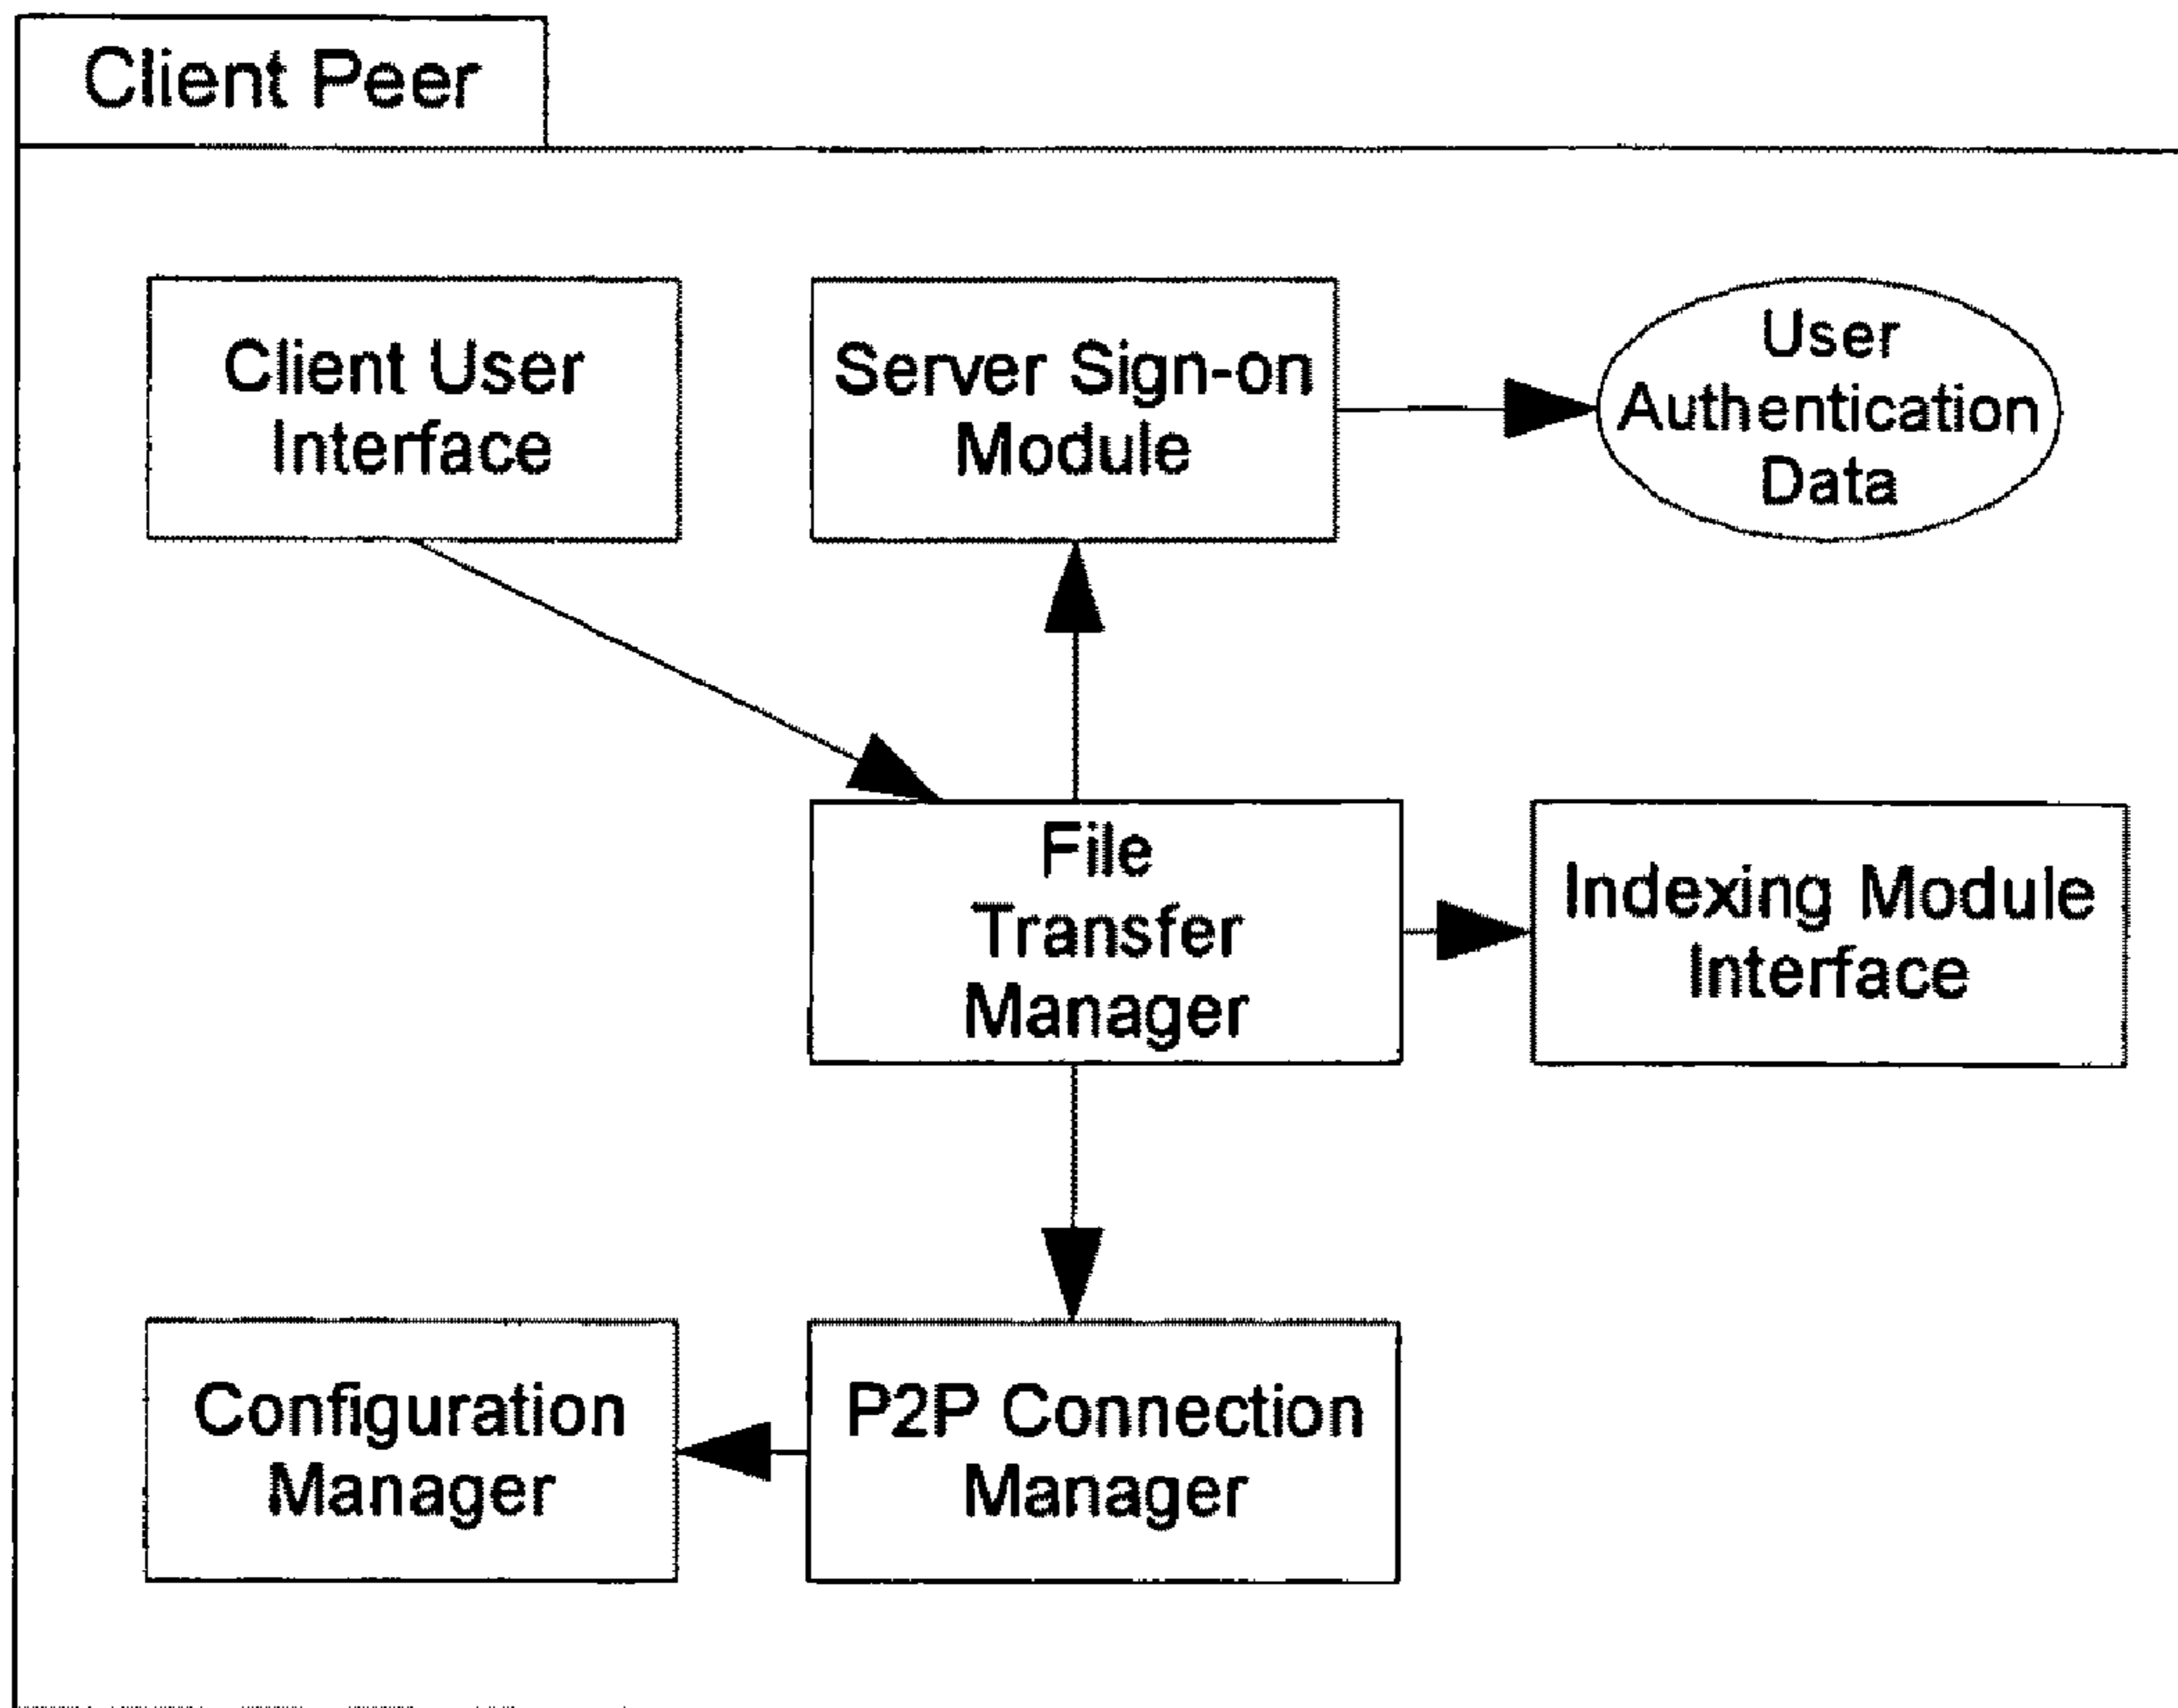 Client Peer
Client User
Interface
Server Sign-on
Module
User
Authentication
Data
File
Transfer
Manager
Indexing Module
Interface
Configuration
Manager
P2P Connection
Manager